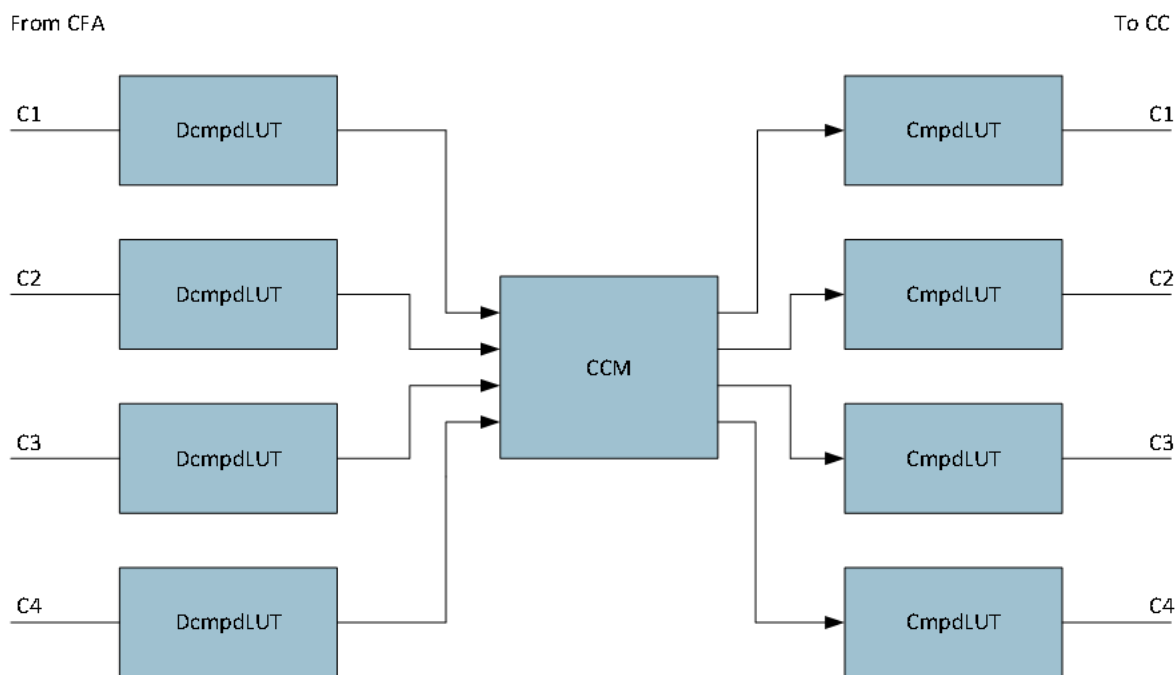 From CFA
To CC
C1
DcmpdLUT
CmpdLUT
C1
C2
DcmpdLUT
CmpdLUT
C2
CCM
C3
DcmpdLUT
CmpdLUT
C3
C4
DcmpdLUT
CmpdLUT
C4